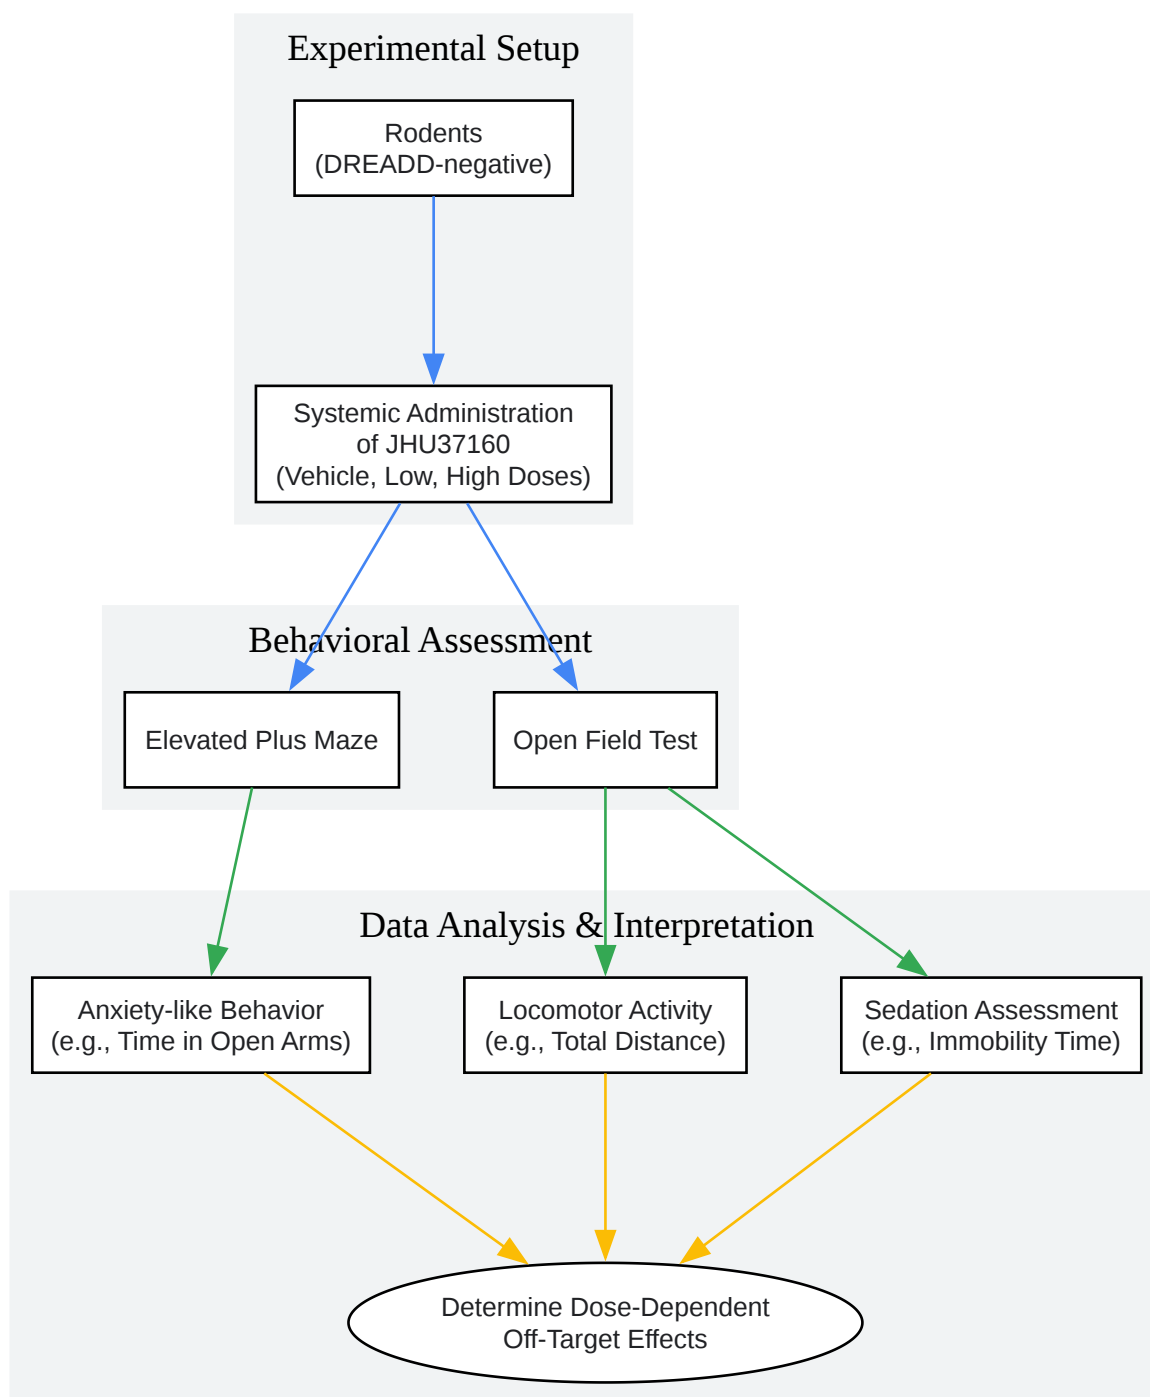 Experimental Setup
Rodents
(DREADD-negative)
Systemic Administration
of JHU37160
(Vehicle, Low, High Doses)
Behavioral Assessment
Elevated Plus Maze
Open Field Test
Data Analysis & Interpretation
Anxiety-like Behavior
(e.g., Time in Open Arms)
Locomotor Activity
(e.g., Total Distance)
Sedation Assessment
(e.g., Immobility Time)
Determine Dose-Dependent
Off-Target Effects